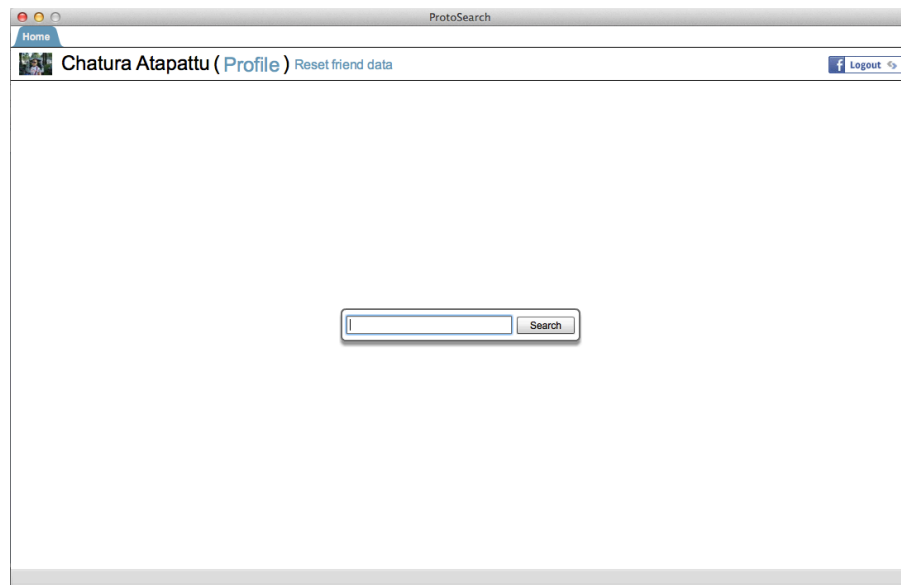 ProtoSearch
Home
Chatura Atapattu ( Profile ) Reset friend data
f Logout
Search